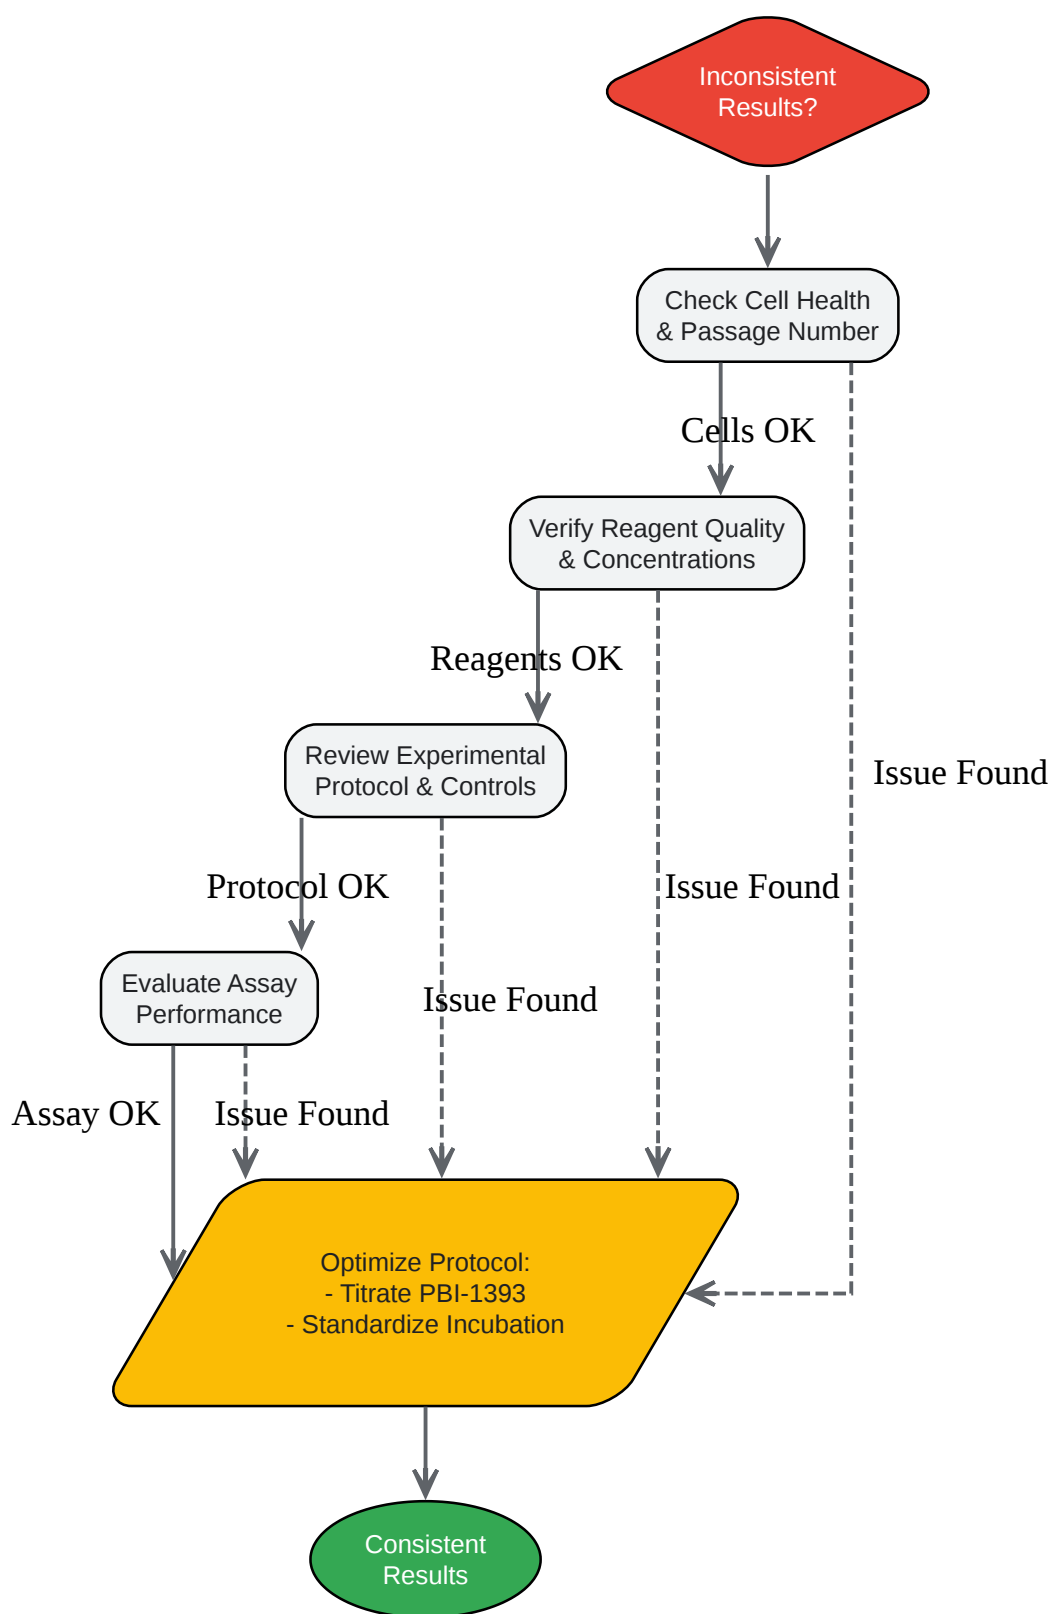 Inconsistent
Results?
Check Cell Health
& Passage Number
Cells OK
Verify Reagent Quality
& Concentrations
Reagents OK
Review Experimental
Protocol & Controls
Issue Found
Protocol OK
Issue Found
Evaluate Assay
Performance
Issue Found
Assay OK
Issue Found
Optimize Protocol:
- Titrate PBI-1393
- Standardize Incubation
Consistent
Results